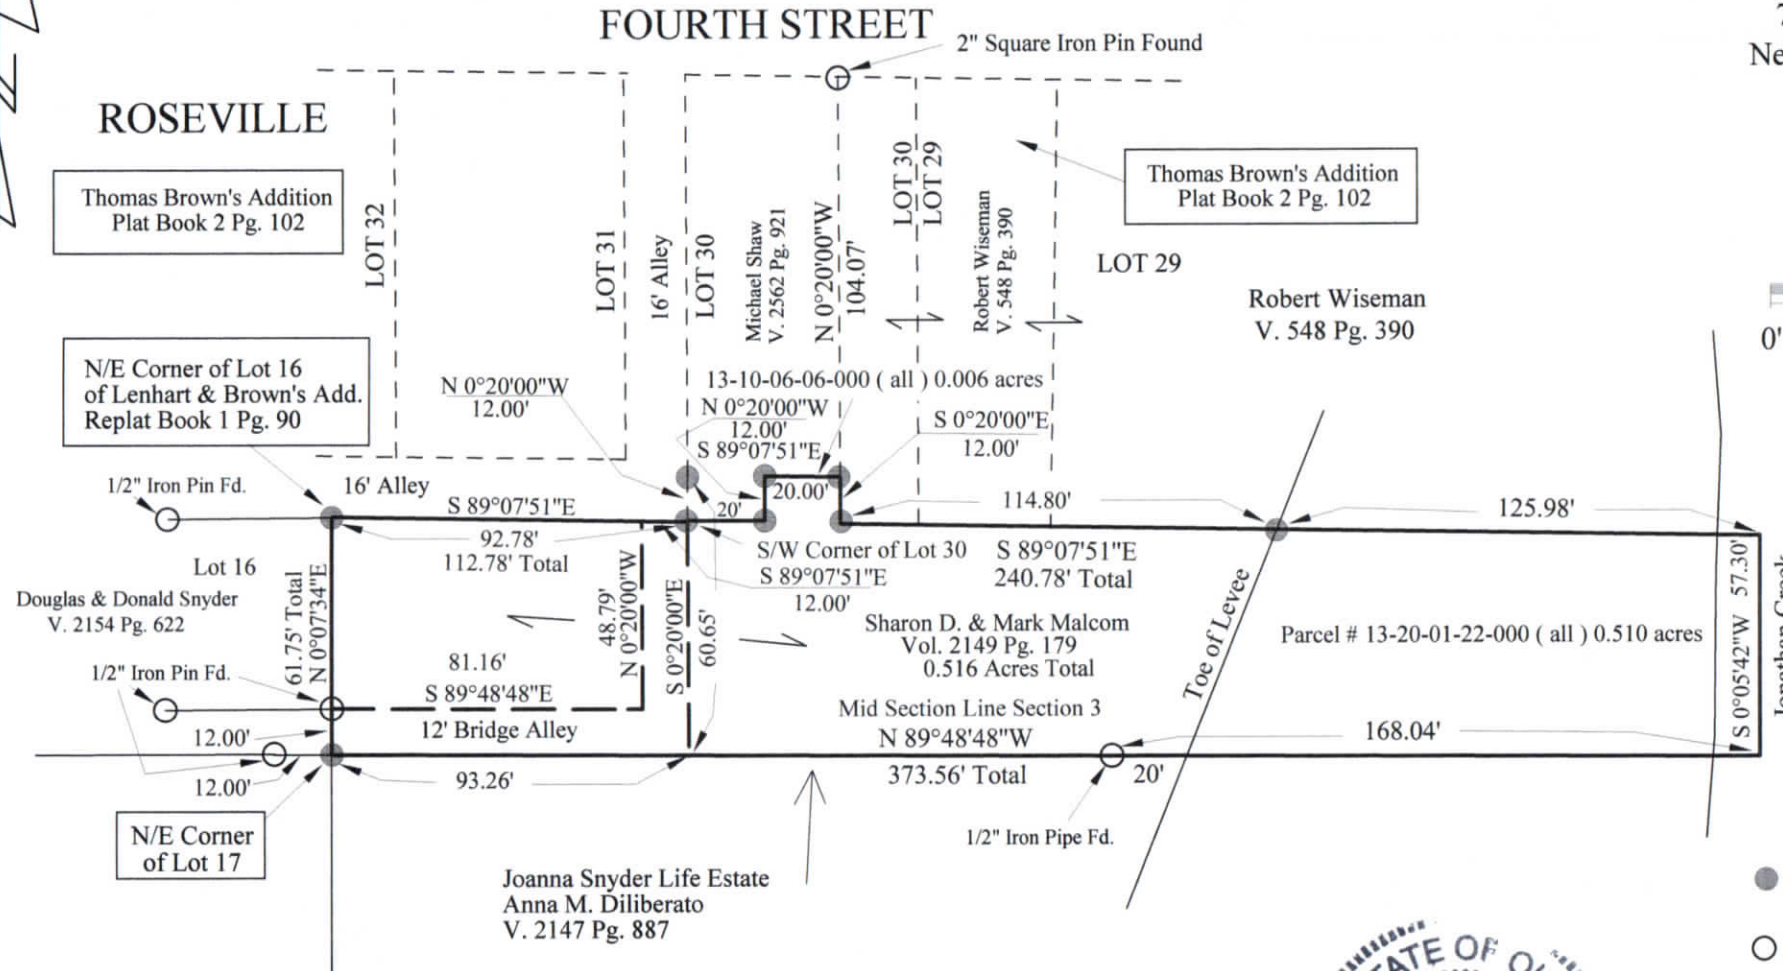 FOURTH STREET
2" Square Iron Pin Found
Ne
ROSEVILLE
Thomas Brown's Addition
Plat Book 2 Pg. 102
Thomas Brown's Addition
Plat Book 2 Pg. 102
LOT 32
LOT 31
16' Alley
LOT 30
Michael Shaw
V. 2562 Pg. 921
N 0°20'00"W
104.07'
LOT 30
LOT 29
Robert Wiseman
V. 548 Pg. 390
LOT 29
Robert Wiseman
V. 548 Pg. 390
0'
N/E Corner of Lot 16
of Lenhart & Brown's Add.
Replat Book 1 Pg. 90
N 0°20'00"W
12.00'
13-10-06-06-000 ( all ) 0.006 acres
N 0°20'00"W
12.00'
S 89°07'51"E
S 0°20'00"E
12.00'
1/2" Iron Pin Fd.
16' Alley
S 89°07'51"E
20'
20.00'
114.80'
125.98'
92.78'
112.78' Total
S/W Corner of Lot 30
S 89°07'51"E
12.00'
S 89°07'51"E
240.78' Total
Lot 16
Douglas & Donald Snyder
V. 2154 Pg. 622
61.75' Total
N 0°07'34"E
48.79'
N 0°20'00"W
S 0°20'00"E
60.65'
Sharon D. & Mark Malcom
Vol. 2149 Pg. 179
0.516 Acres Total
Toe of Levee
Parcel # 13-20-01-22-000 ( all ) 0.510 acres
S 0°05'42"W 57.30'
1/2" Iron Pin Fd.
81.16'
S 89°48'48"E
12' Bridge Alley
Mid Section Line Section 3
N 89°48'48"W
373.56' Total
168.04'
12.00'
12.00'
93.26'
20'
N/E Corner
of Lot 17
1/2" Iron Pipe Fd.
Joanna Snyder Life Estate
Anna M. Diliberato
V. 2147 Pg. 887
STATE OF O